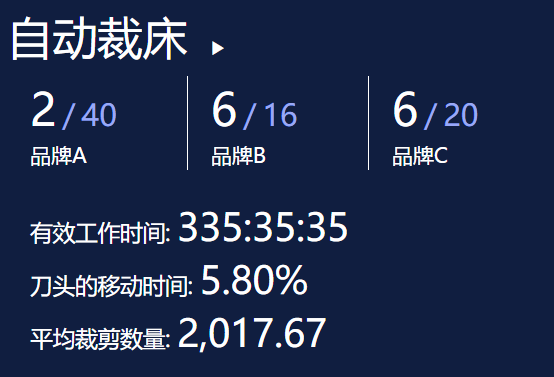 自动裁床
2 / 40
品牌A
6 / 16
品牌B
6 / 20
品牌C
有效工作时间: 335:35:35
刀头的移动时间: 5.80%
平均裁剪数量: 2,017.67